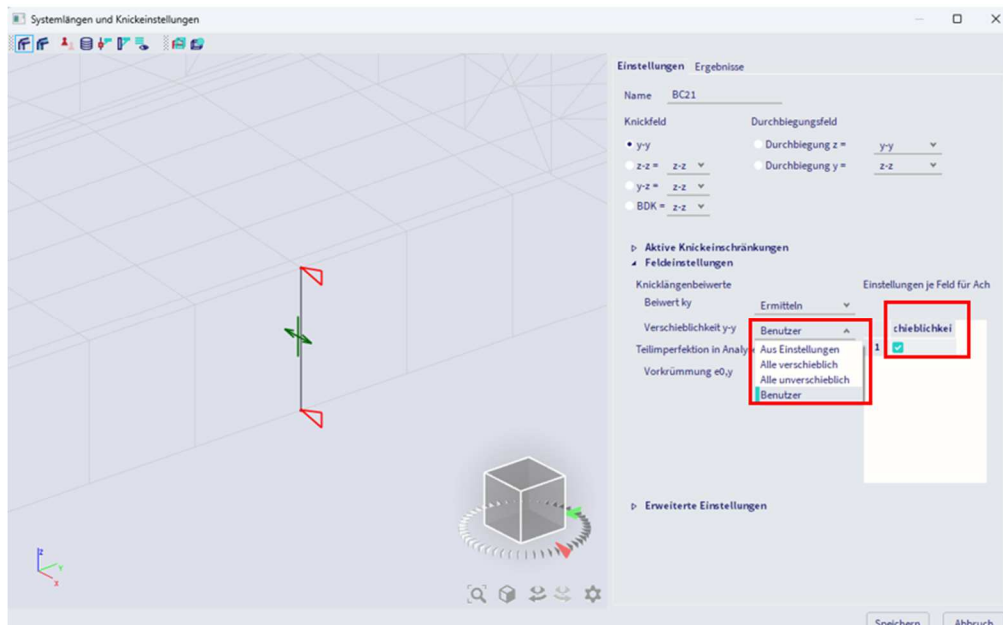 Systemlängen und Knickeinstellungen
Einstellungen Ergebnisse
Name BC21
Knickfeld Durchbiegungsfeld
y-y Durchbiegung z = y-y
z-z = z-z Durchbiegung y = z-z
y-z = z-z
BDK = z-z
Aktive Knickeinschränkungen
Feldeinstellungen
Knicklängenbeiwerte Einstellungen je Feld für Ach
Beiwert ky Ermitteln
Verschieblichkeit y-y Benutzer chieblichkei
Teilimperfektion in Analy Aus Einstellungen 1
Alle verschieblich
Vorkrümmung e0,y Alle unverschieblich
Benutzer
Erweiterte Einstellungen
z
Y
x
Speichern Abbruch